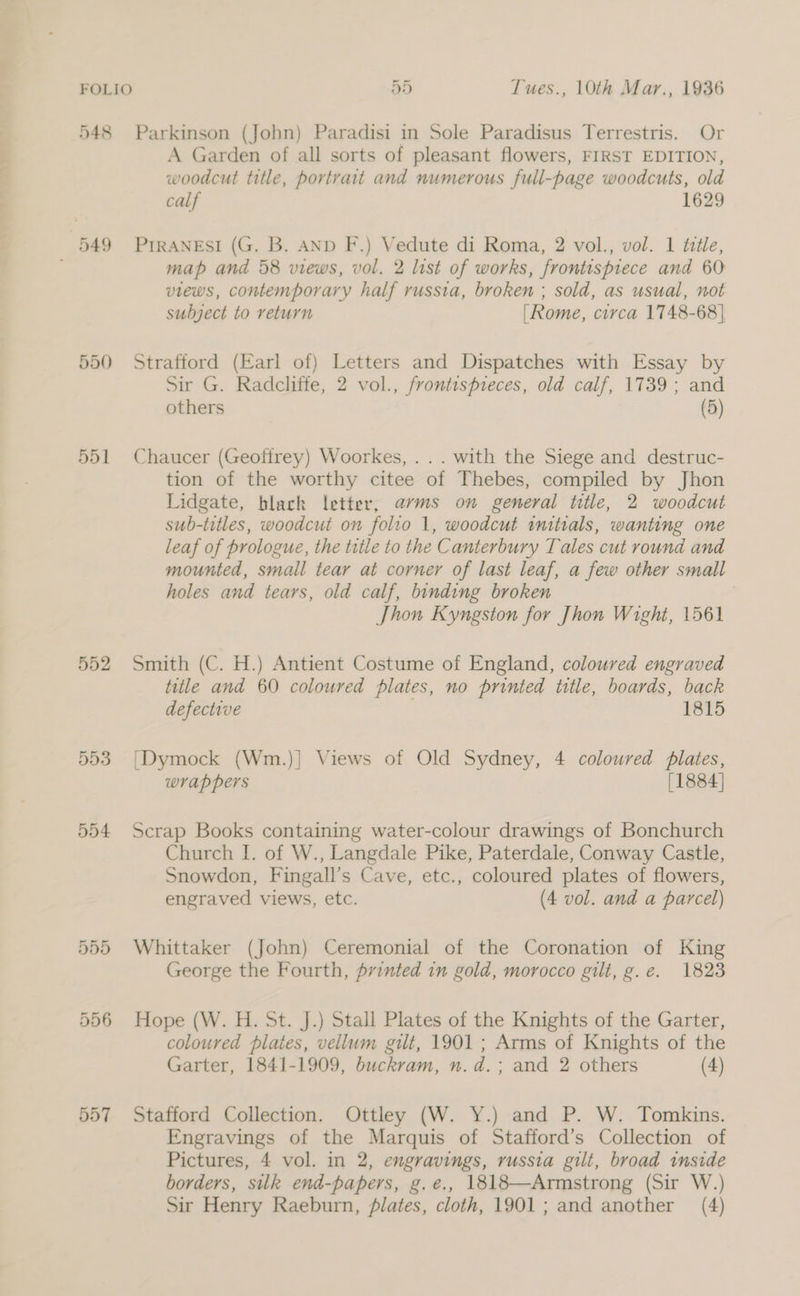 FOLIO 55 Tues., 10th Mar., 1936
548 Parkinson (John) Paradisi in Sole Paradisus Terrestris. Or
A Garden of all sorts of pleasant flowers, FIRST EDITION,
woodcut title, portrait and numerous full-page woodcuts, old
calf 1629
549 PIRANESI (G. B. AND F.) Vedute di Roma, 2 vol., vol. 1 title,
map and 58 views, vol. 2 list of works, frontispiece and 60
views, contemporary half russia, broken ; sold, as usual, not
subject to return [Rome, circa 1748-68]
550 Strafford (Earl of) Letters and Dispatches with Essay by
Sir G. Radcliffe, 2 vol., frontispieces, old calf, 1739 ; and
others (5)
551 Chaucer (Geoffrey) Woorkes, . . . with the Siege and destruc-
tion of the worthy citee of Thebes, compiled by Jhon
Lidgate, black letter, arms on general title, 2 woodcut
sub-titles, woodcut on folio 1, woodcut initials, wanting one
leaf of prologue, the title to the Canterbury Tales cut round and
mounted, small tear at corner of last leaf, a few other small
holes and tears, old calf, binding broken
Jhon Kyngston for Jhon Wight, 1561
552 Smith (C. H.) Antient Costume of England, coloured engraved
title and 60 coloured plates, no printed title, boards, back
defective 1815
553 [Dymock (Wm.)] Views of Old Sydney, 4 coloured plates,
wrappers [1884]
554 Scrap Books containing water-colour drawings of Bonchurch
Church I. of W., Langdale Pike, Paterdale, Conway Castle,
Snowdon, Fingall's Cave, etc., coloured plates of flowers,
engraved views, etc. (4 vol. and a parcel)
555 Whittaker (John) Ceremonial of the Coronation of King
George the Fourth, printed in gold, morocco gilt, g. e. 1823
556 Hope (W. H. St. J.) Stall Plates of the Knights of the Garter,
coloured plates, vellum gilt, 1901 ; Arms of Knights of the
Garter, 1841-1909, buckram, n. d. ; and 2 others (4)
557 Stafford Collection. Ottley (W. Y.) and P. W. Tomkins.
Engravings of the Marquis of Stafford's Collection of
Pictures, 4 vol. in 2, engravings, russia gilt, broad inside
borders, silk end-papers, g. e., 1818—Armstrong (Sir W.)
Sir Henry Raeburn, plates, cloth, 1901 ; and another (4)